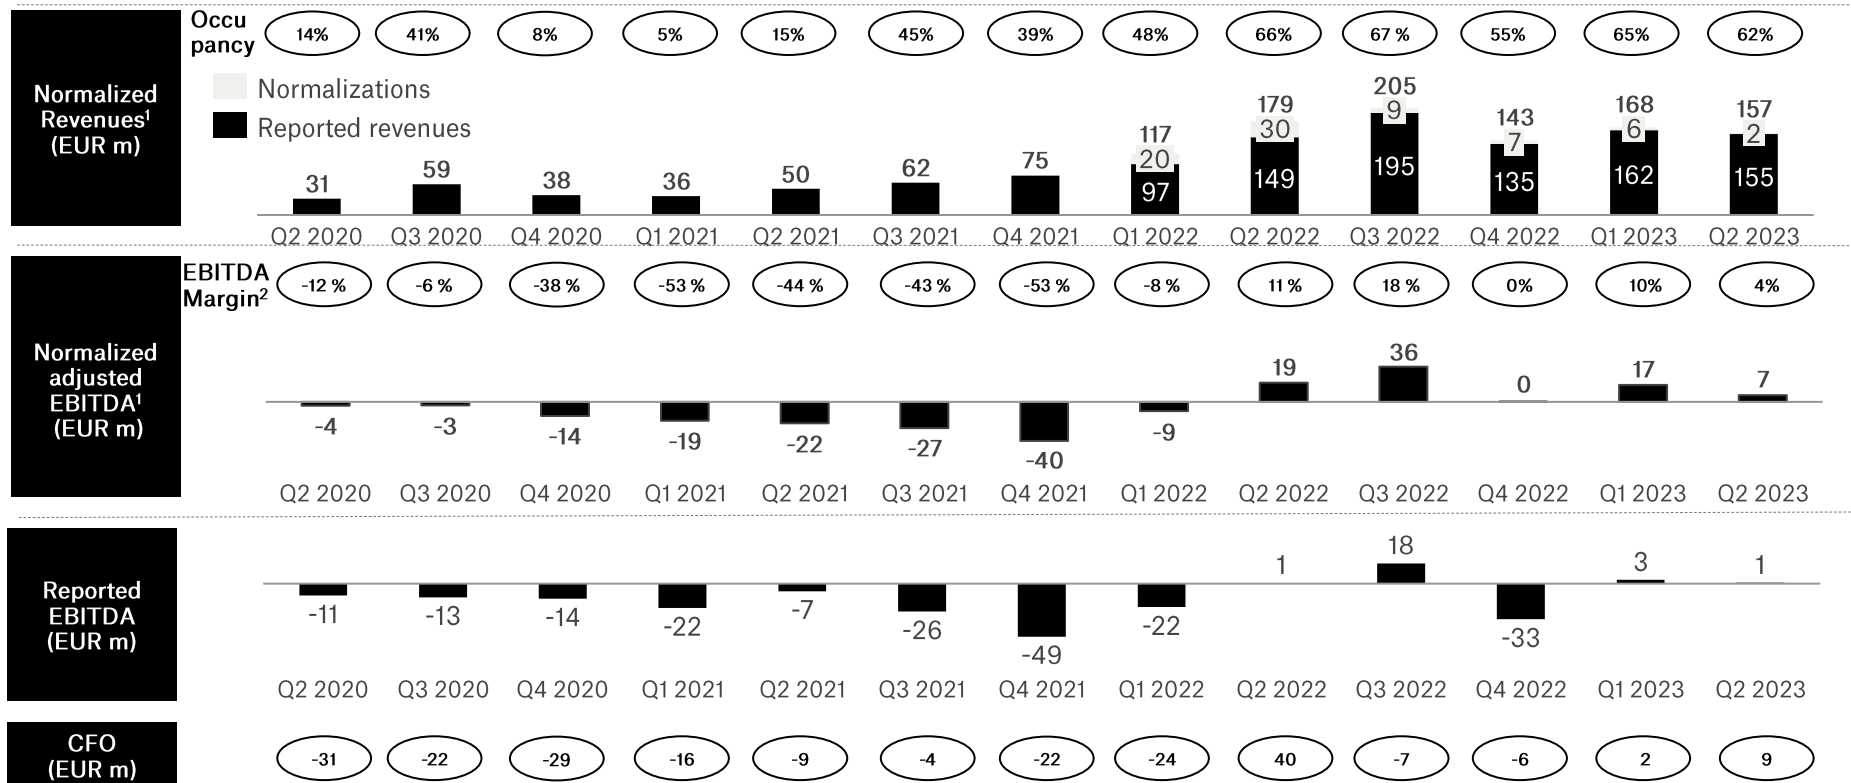 Normalized
Revenues¹
(EUR m)
Occu
pancy
14% 41% 8% 5% 15% 45% 39% 48% 66% 67 % 55% 65% 62%
Normalizations
Reported revenues
31 59 38 36 50 62 75 117 179 205 143 168 157
20 30 9 7 6 2
97 149 195 135 162 155
Q2 2020 Q3 2020 Q4 2020 Q1 2021 Q2 2021 Q3 2021 Q4 2021 Q1 2022 Q2 2022 Q3 2022 Q4 2022 Q1 2023 Q2 2023
Normalized
adjusted
EBITDA¹
(EUR m)
EBITDA
Margin²
-12 % -6 % -38 % -53 % -44 % -43 % -53 % -8 % 11 % 18 % 0% 10% 4%
-4 -3 -14 -19 -22 -27 -40 -9 19 36 0 17 7
Q2 2020 Q3 2020 Q4 2020 Q1 2021 Q2 2021 Q3 2021 Q4 2021 Q1 2022 Q2 2022 Q3 2022 Q4 2022 Q1 2023 Q2 2023
Reported
EBITDA
(EUR m)
-11 -13 -14 -22 -7 -26 -49 -22 1 18 -33 3 1
Q2 2020 Q3 2020 Q4 2020 Q1 2021 Q2 2021 Q3 2021 Q4 2021 Q1 2022 Q2 2022 Q3 2022 Q4 2022 Q1 2023 Q2 2023
CFO
(EUR m)
-31 -22 -29 -16 -9 -4 -22 -24 40 -7 -6 2 9